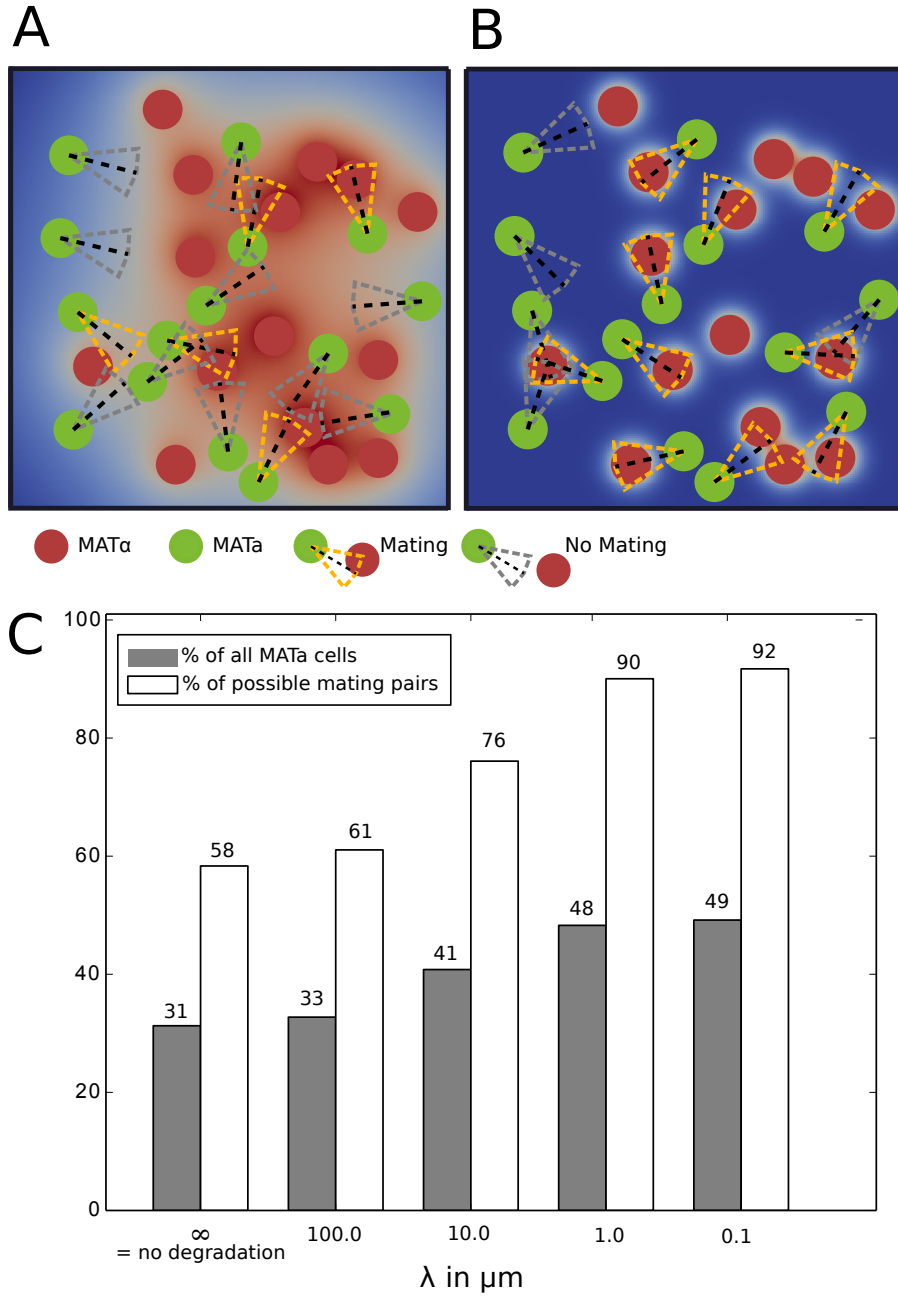 A
B
MATα
MATa
Mating
No Mating
C
100
80
60
40
20
0
% of all MATa cells
% of possible mating pairs
31
58
33
61
41
76
48
90
49
92
∞
100.0
10.0
1.0
0.1
= no degradation
λ in μm